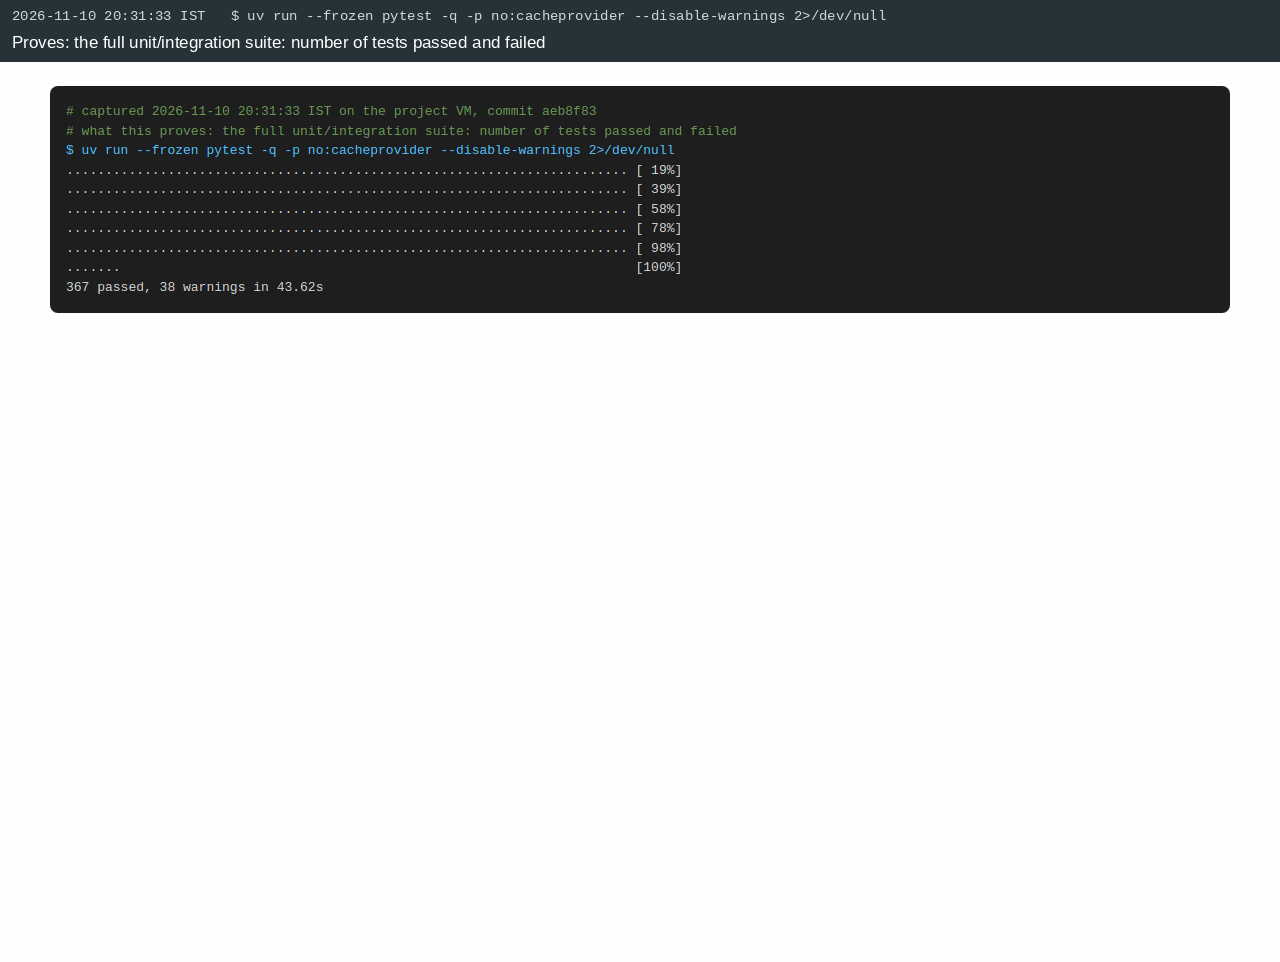 2026-11-10 20:31:33 IST   $ uv run --frozen pytest -q -p no:cacheprovider --disable-warnings 2>/dev/null
Proves: the full unit/integration suite: number of tests passed and failed
# captured 2026-11-10 20:31:33 IST on the project VM, commit aeb8f83
# what this proves: the full unit/integration suite: number of tests passed and failed
$ uv run --frozen pytest -q -p no:cacheprovider --disable-warnings 2>/dev/null
........................................................................ [ 19%]
........................................................................ [ 39%]
........................................................................ [ 58%]
........................................................................ [ 78%]
........................................................................ [ 98%]
.......                                                                  [100%]
367 passed, 38 warnings in 43.62s